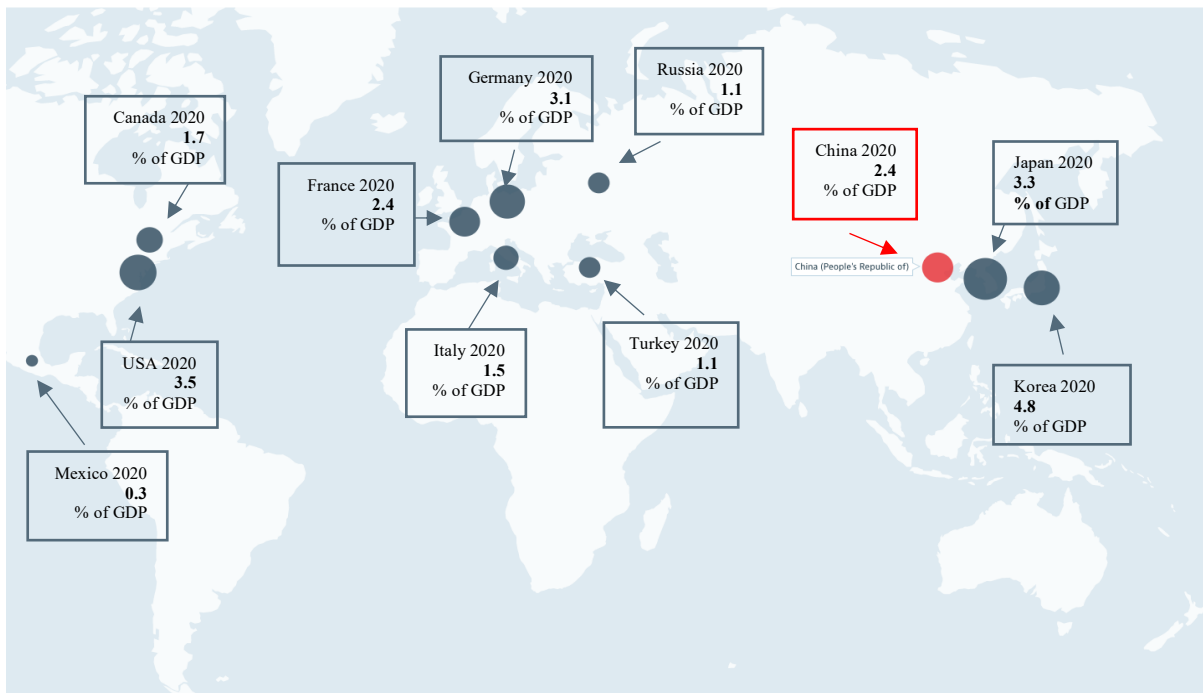 Germany 2020
3.1
% of GDP
Russia 2020
1.1
% of GDP
Canada 2020
1.7
% of GDP
China 2020
2.4
% of GDP
Japan 2020
3.3
% of GDP
France 2020
2.4
% of GDP
China (People's Republic of)
USA 2020
3.5
% of GDP
Italy 2020
1.5
% of GDP
Turkey 2020
1.1
% of GDP
Korea 2020
4.8
% of GDP
Mexico 2020
0.3
% of GDP